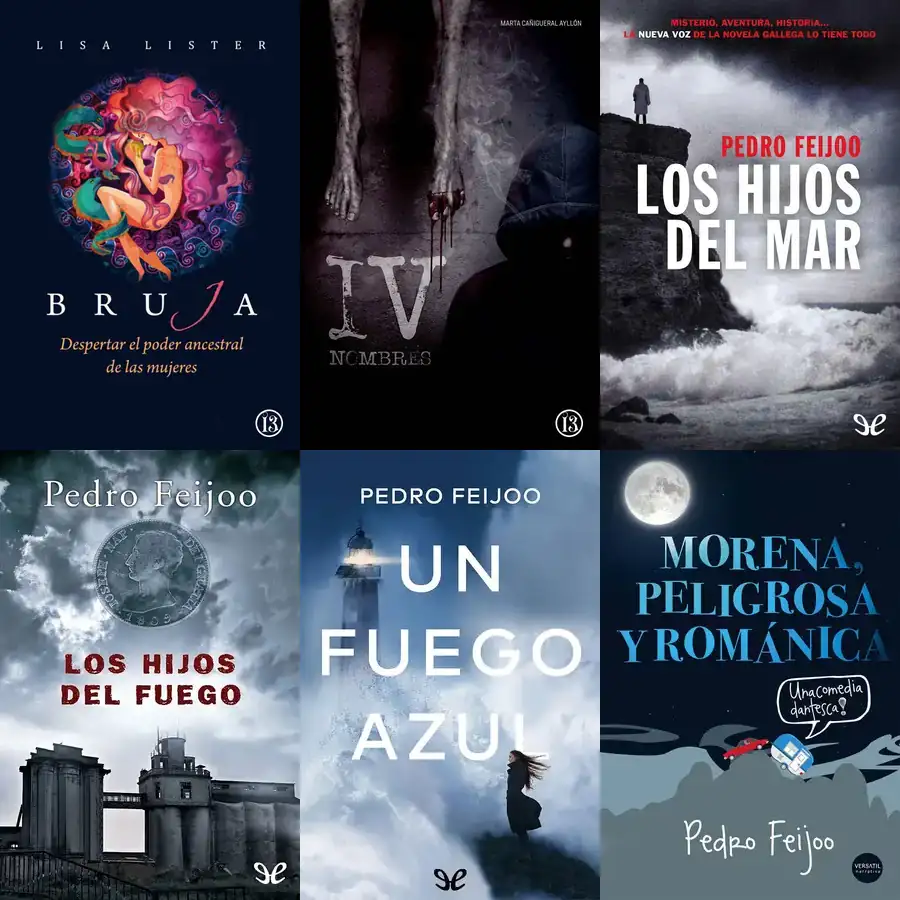 LISA LISTER
BRUJA
Despertar el poder ancestral
de las mujeres
13
MARTA CAÑIGUERAL AYLLÓN
IV
NOMBRES
13
MISTERIO, AVENTURA, HISTORIA...
LA NUEVA VOZ DE LA NOVELA GALLEGA LO TIENE TODO
PEDRO FEIJOO
LOS HIJOS
DEL MAR
Pedro Feijoo
LOS HIJOS
DEL FUEGO
PEDRO FEIJOO
UN
FUEGO
AZUL
MORENA,
PELIGROSA
Y ROMÁNICA
Una comedia
dantesca!
Pedro Feijoo
VERSATIL
narrativa